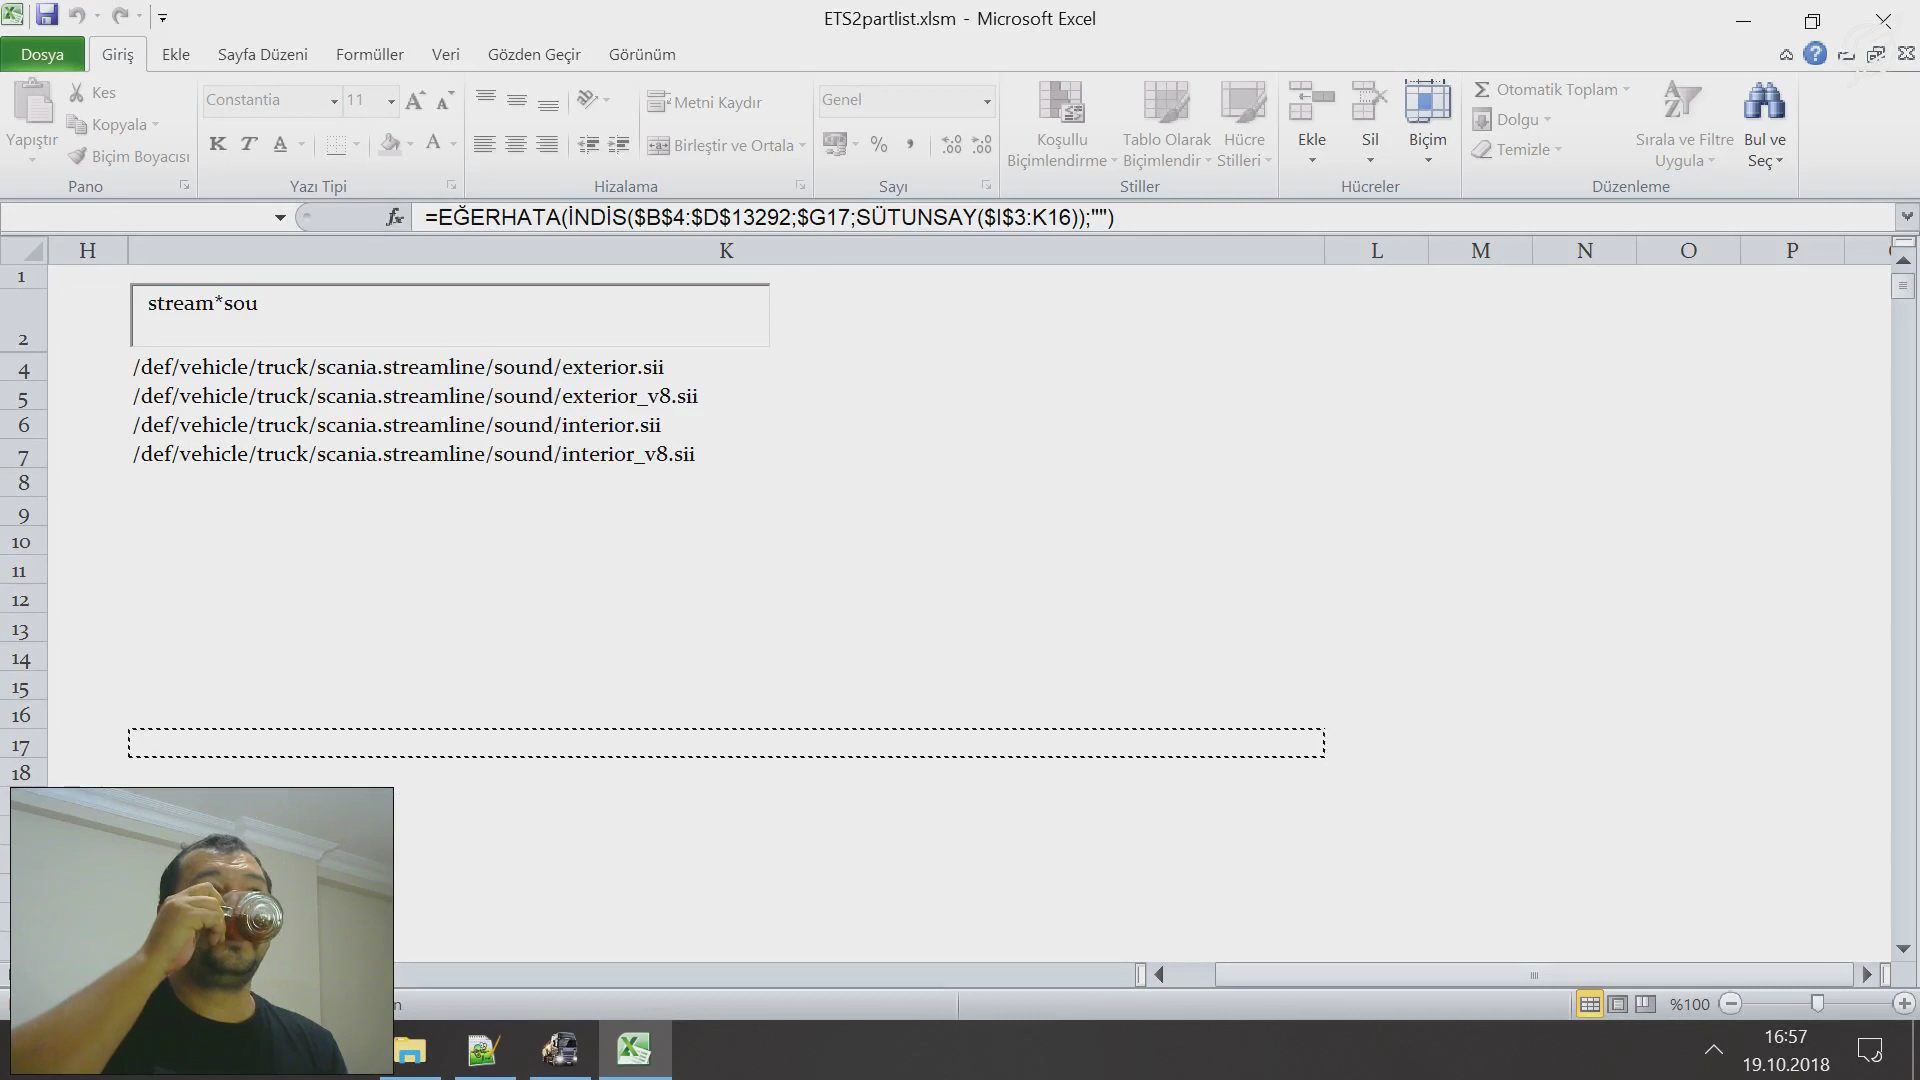 ETS2partlist.xlsm - Microsoft Excel
Dosya Giriş Ekle Sayfa Düzeni Formüller Veri Gözden Geçir Görünüm
Yapıştır
Kes
Kopyala
Biçim Boyacısı
Pano
Constantia 11
K T A A
Yazı Tipi
Metni Kaydır
Birleştir ve Ortala
Hizalama
Genel
%
Sayı
Koşullu Biçimlendirme
Tablo Olarak Biçimlendir
Hücre Stilleri
Stiller
Ekle
Sil
Biçim
Hücreler
Otomatik Toplam
Dolgu
Temizle
Sırala ve Filtre Uygula
Bul ve Seç
Düzenleme
fx =EĞERHATA(İNDİS($B$4:$D$13292;$G17;SÜTUNSAY($I$3:K16));"")
H K L M N O P
1
2 stream*sou
4 /def/vehicle/truck/scania.streamline/sound/exterior.sii
5 /def/vehicle/truck/scania.streamline/sound/exterior_v8.sii
6 /def/vehicle/truck/scania.streamline/sound/interior.sii
7 /def/vehicle/truck/scania.streamline/sound/interior_v8.sii
8
9
10
11
12
13
14
15
16
17
18
%100
16:57
19.10.2018